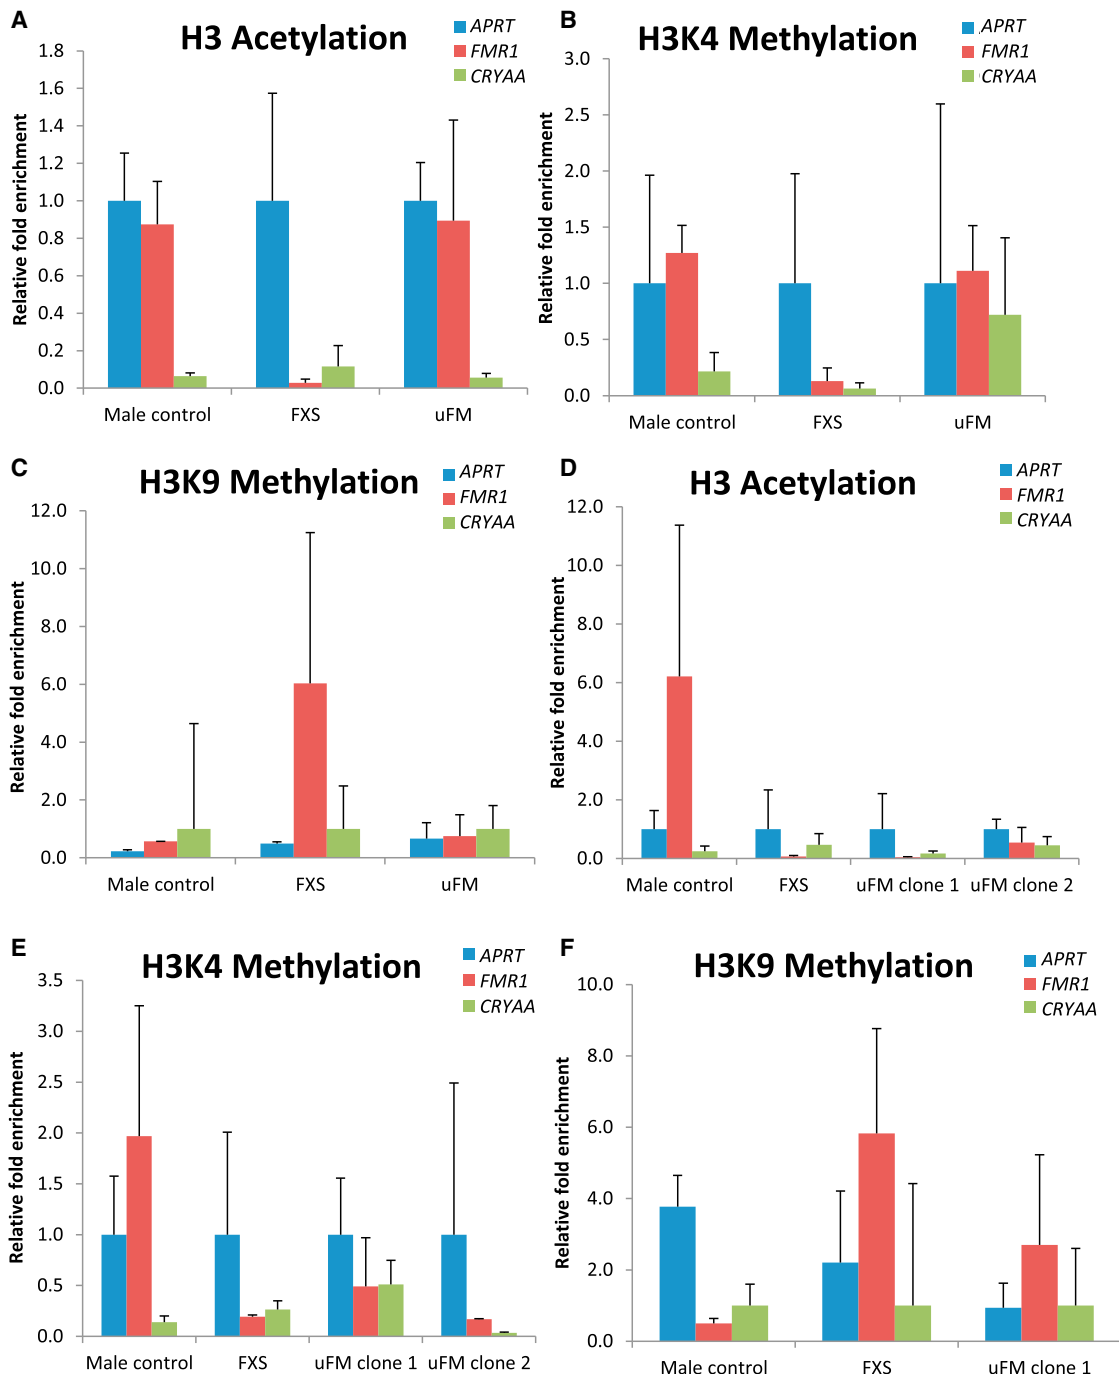 A
H3 Acetylation
APRT
FMR1
CRYAA
Relative fold enrichment
1.8
1.6
1.4
1.2
1.0
0.8
0.6
0.4
0.2
0.0
Male control FXS uFM
B
H3K4 Methylation
APRT
FMR1
CRYAA
Relative fold enrichment
3.0
2.5
2.0
1.5
1.0
0.5
0.0
Male control FXS uFM
C
H3K9 Methylation
APRT
FMR1
CRYAA
Relative fold enrichment
12.0
10.0
8.0
6.0
4.0
2.0
0.0
Male control FXS uFM
D
H3 Acetylation
APRT
FMR1
CRYAA
Relative fold enrichment
12.0
10.0
8.0
6.0
4.0
2.0
0.0
Male control FXS uFM clone 1 uFM clone 2
E
H3K4 Methylation
APRT
FMR1
CRYAA
Relative fold enrichment
3.5
3.0
2.5
2.0
1.5
1.0
0.5
0.0
Male control FXS uFM clone 1 uFM clone 2
F
H3K9 Methylation
APRT
FMR1
CRYAA
Relative fold enrichment
10.0
8.0
6.0
4.0
2.0
0.0
Male control FXS uFM clone 1